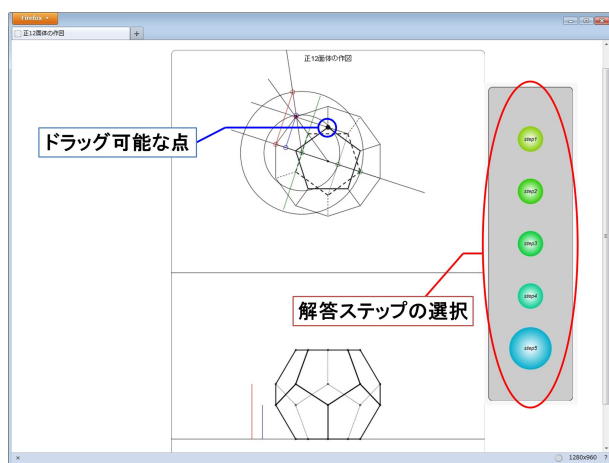 Firefox
正12面体の作図
正12面体の作図
step1
ドラッグ可能な点
step2
step3
解答ステップの選択
step4
step5
× 1280x960 ?